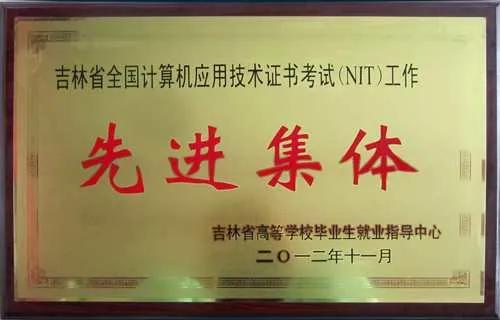 吉林省全国计算机应用技术证书考试(NIT)工作
先进集体
吉林省高等学校毕业生就业指导中心
二〇一二年十一月